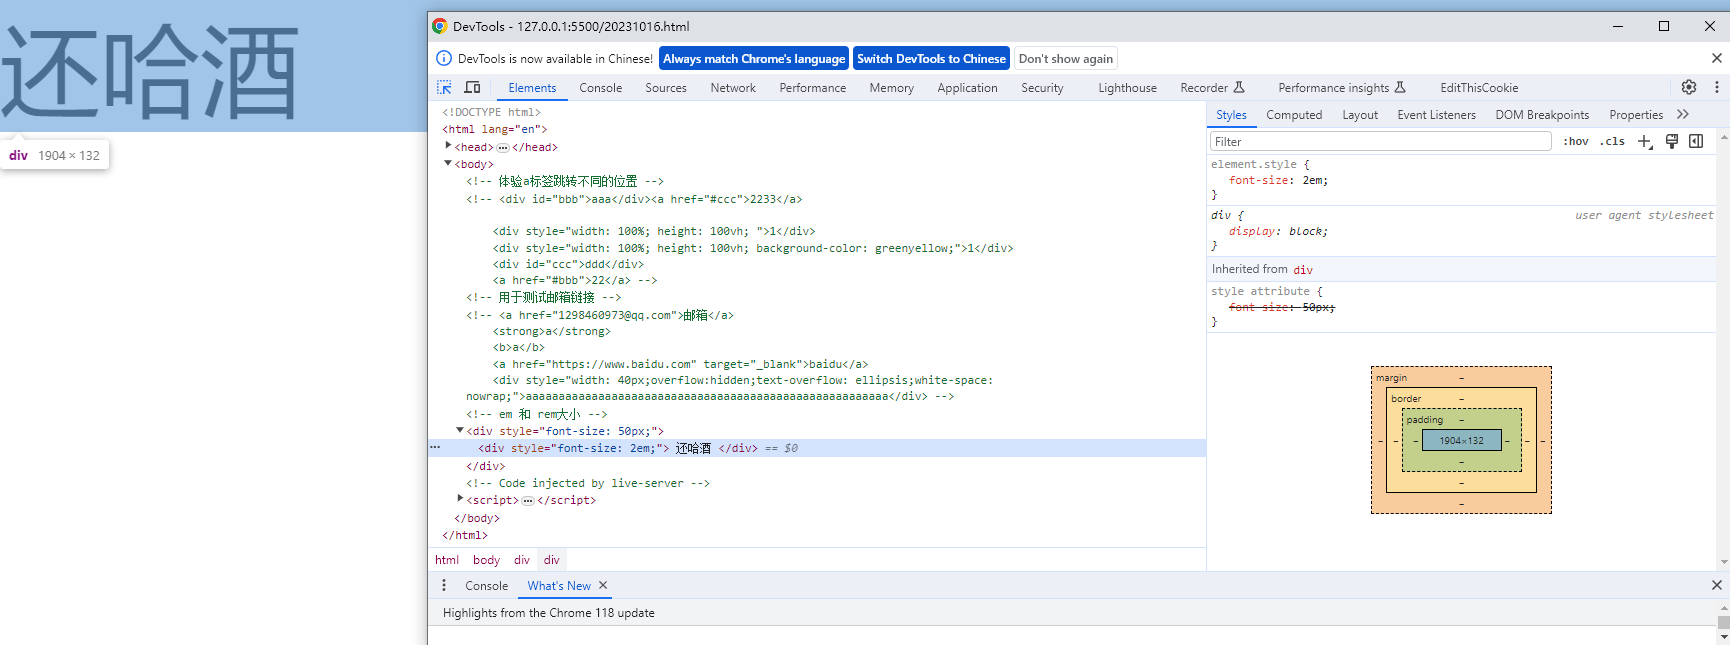 还哈酒
div 1904 × 132
DevTools - 127.0.0.1:5500/20231016.html
DevTools is now available in Chinese! Always match Chrome's language Switch DevTools to Chinese Don't show again
Elements Console Sources Network Performance Memory Application Security Lighthouse Recorder Performance insights EditThisCookie
<!DOCTYPE html>
<html lang="en">
<head> ⋯ </head>
<body>
<!-- 体验a标签跳转不同的位置 -->
<!-- <div id="bbb">aaa</div><a href="#ccc">2233</a>
<div style="width: 100%; height: 100vh; ">1</div>
<div style="width: 100%; height: 100vh; background-color: greenyellow;">1</div>
<div id="ccc">ddd</div>
<a href="#bbb">22</a> -->
<!-- 用于测试邮箱链接 -->
<!-- <a href="1298460973@qq.com">邮箱</a>
<strong>a</strong>
<b>a</b>
<a href="https://www.baidu.com" target="_blank">baidu</a>
<div style="width: 40px;overflow:hidden;text-overflow: ellipsis;white-space:
nowrap;">aaaaaaaaaaaaaaaaaaaaaaaaaaaaaaaaaaaaaaaaaaaaaaaaaaaaaaa</div> -->
<!-- em 和 rem大小 -->
<div style="font-size: 50px;">
<div style="font-size: 2em;"> 还哈酒 </div> == $0
</div>
<!-- Code injected by live-server -->
<script> ⋯ </script>
</body>
</html>
html body div div
Styles Computed Layout Event Listeners DOM Breakpoints Properties
Filter :hov .cls
element.style {
font-size: 2em;
}
div { user agent stylesheet
display: block;
}
Inherited from div
style attribute {
font-size: 50px;
}
margin –
border –
padding –
– – – 1904×132 – – –
–
–
–
Console What's New
Highlights from the Chrome 118 update